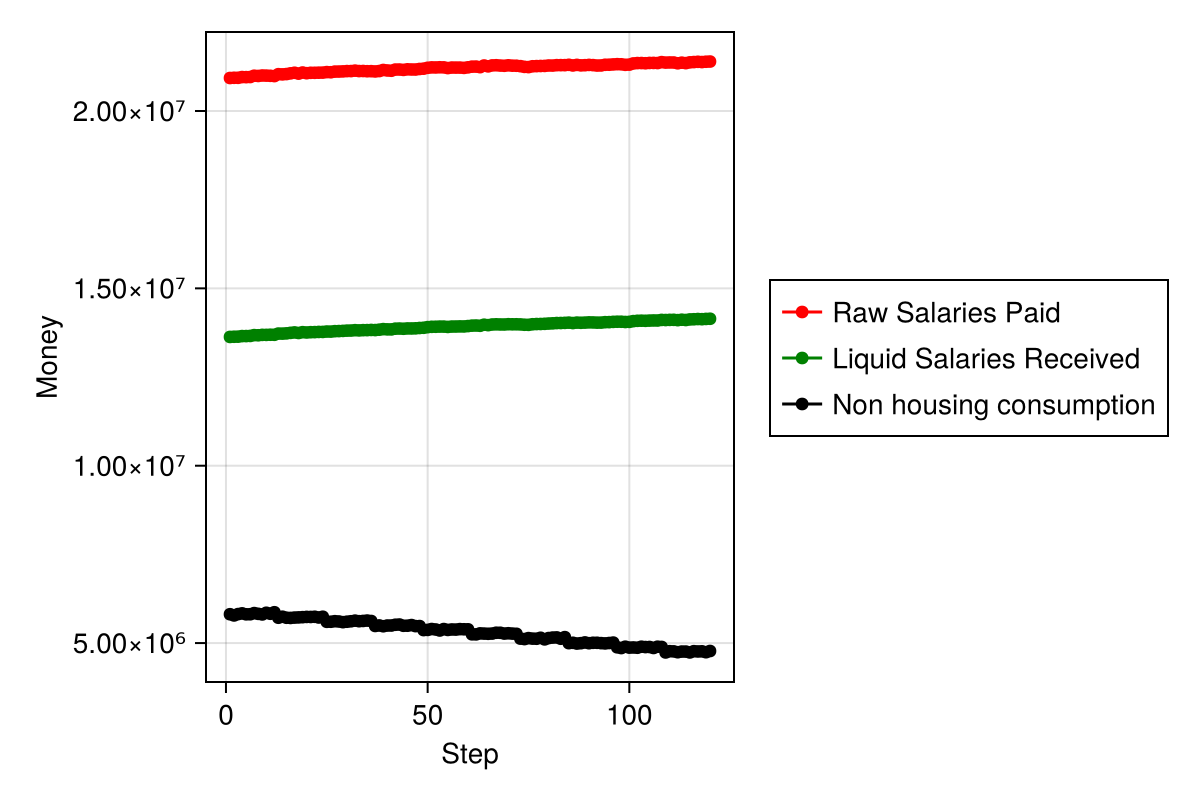 2.00×10⁷
1.50×10⁷
1.00×10⁷
5.00×10⁶
Money
0 50 100
Step
Raw Salaries Paid
Liquid Salaries Received
Non housing consumption